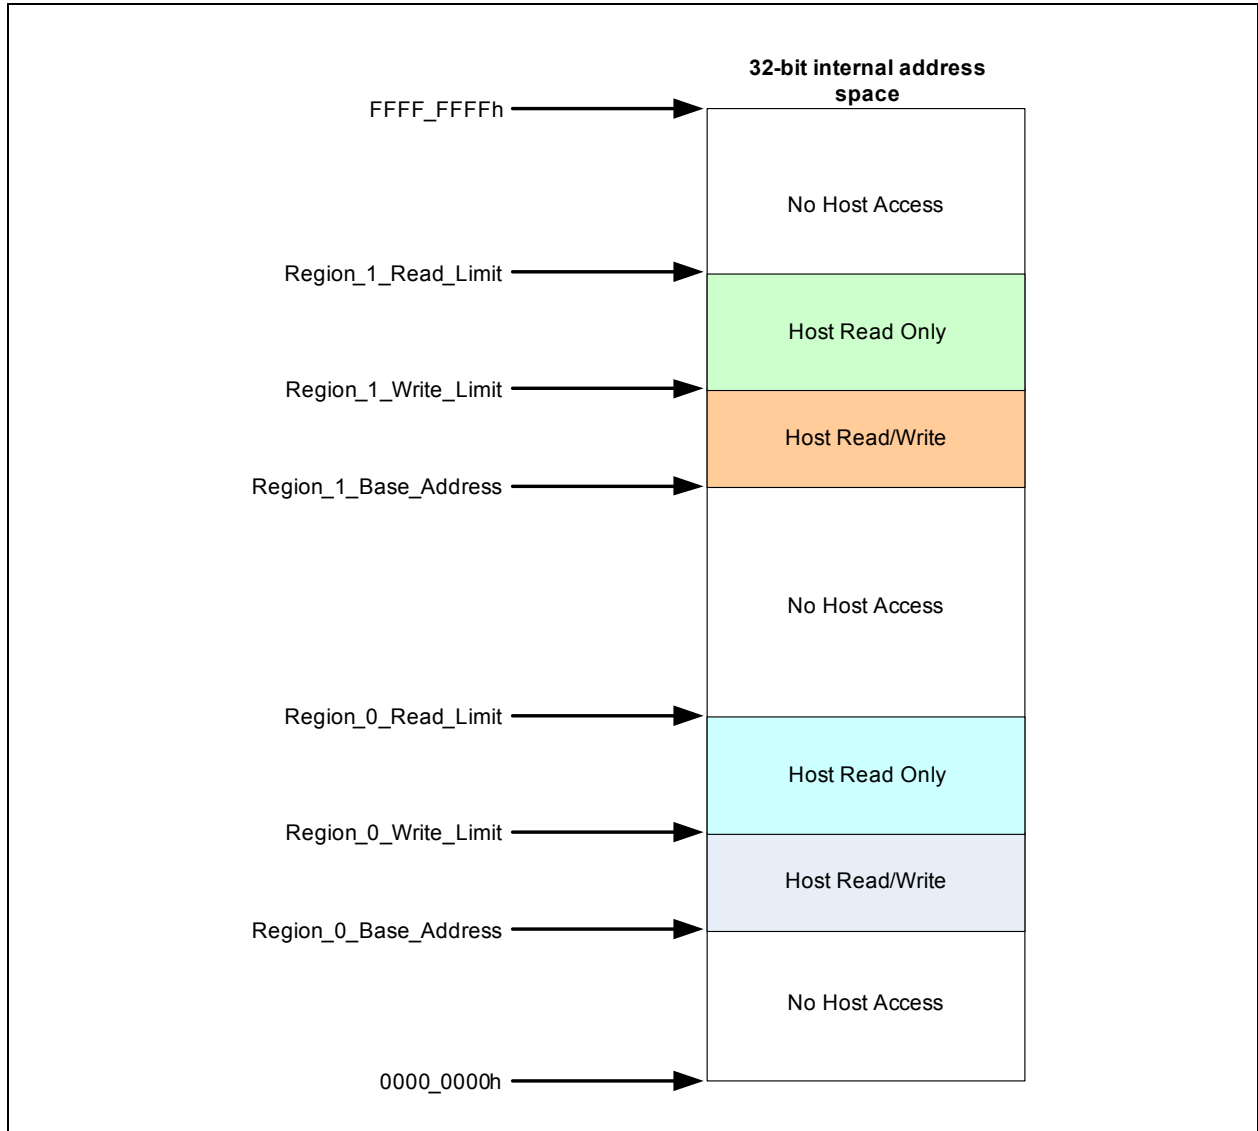 32-bit internal address
space
FFFF_FFFFh
No Host Access
Region_1_Read_Limit
Host Read Only
Region_1_Write_Limit
Host Read/Write
Region_1_Base_Address
No Host Access
Region_0_Read_Limit
Host Read Only
Region_0_Write_Limit
Host Read/Write
Region_0_Base_Address
No Host Access
0000_0000h